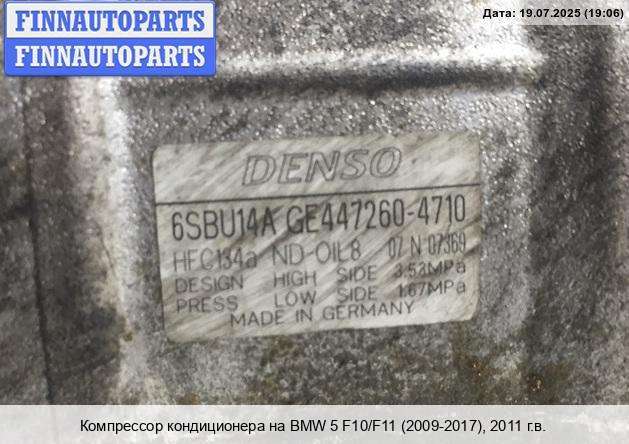 FINNAUTOPARTS
FINNAUTOPARTS
Дата: 19.07.2025 (19:06)
DENSO
6SBU14A GE447260-4710
HFC134a ND-OIL8 07 N 07369
DESIGN HIGH SIDE 3.53MPa
PRESS LOW SIDE 1.67MPa
MADE IN GERMANY
Компрессор кондиционера на BMW 5 F10/F11 (2009-2017), 2011 г.в.